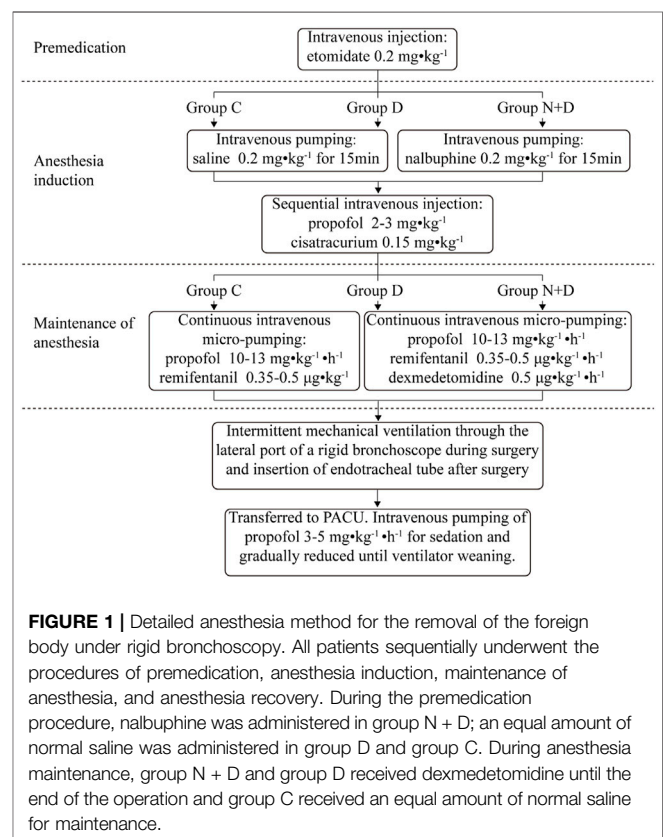 Premedication
Intravenous injection:
etomidate 0.2 mg•kg⁻¹
Group C
Group D
Group N+D
Anesthesia
induction
Intravenous pumping:
saline 0.2 mg•kg⁻¹ for 15min
Intravenous pumping:
nalbuphine 0.2 mg•kg⁻¹ for 15min
Sequential intravenous injection:
propofol 2-3 mg•kg⁻¹
cisatracurium 0.15 mg•kg⁻¹
Group C
Group D
Group N+D
Maintenance of
anesthesia
Continuous intravenous
micro-pumping:
propofol 10-13 mg•kg⁻¹•h⁻¹
remifentanil 0.35-0.5 μg•kg⁻¹
Continuous intravenous micro-pumping:
propofol 10-13 mg•kg⁻¹•h⁻¹
remifentanil 0.35-0.5 μg•kg⁻¹•h⁻¹
dexmedetomidine 0.5 μg•kg⁻¹•h⁻¹
Intermittent mechanical ventilation through the
lateral port of a rigid bronchoscope during surgery
and insertion of endotracheal tube after surgery
Transferred to PACU. Intravenous pumping of
propofol 3-5 mg•kg⁻¹•h⁻¹ for sedation and
gradually reduced until ventilator weaning.
FIGURE 1 | Detailed anesthesia method for the removal of the foreign
body under rigid bronchoscopy. All patients sequentially underwent the
procedures of premedication, anesthesia induction, maintenance of
anesthesia, and anesthesia recovery. During the premedication
procedure, nalbuphine was administered in group N + D; an equal amount of
normal saline was administered in group D and group C. During anesthesia
maintenance, group N + D and group D received dexmedetomidine until the
end of the operation and group C received an equal amount of normal saline
for maintenance.